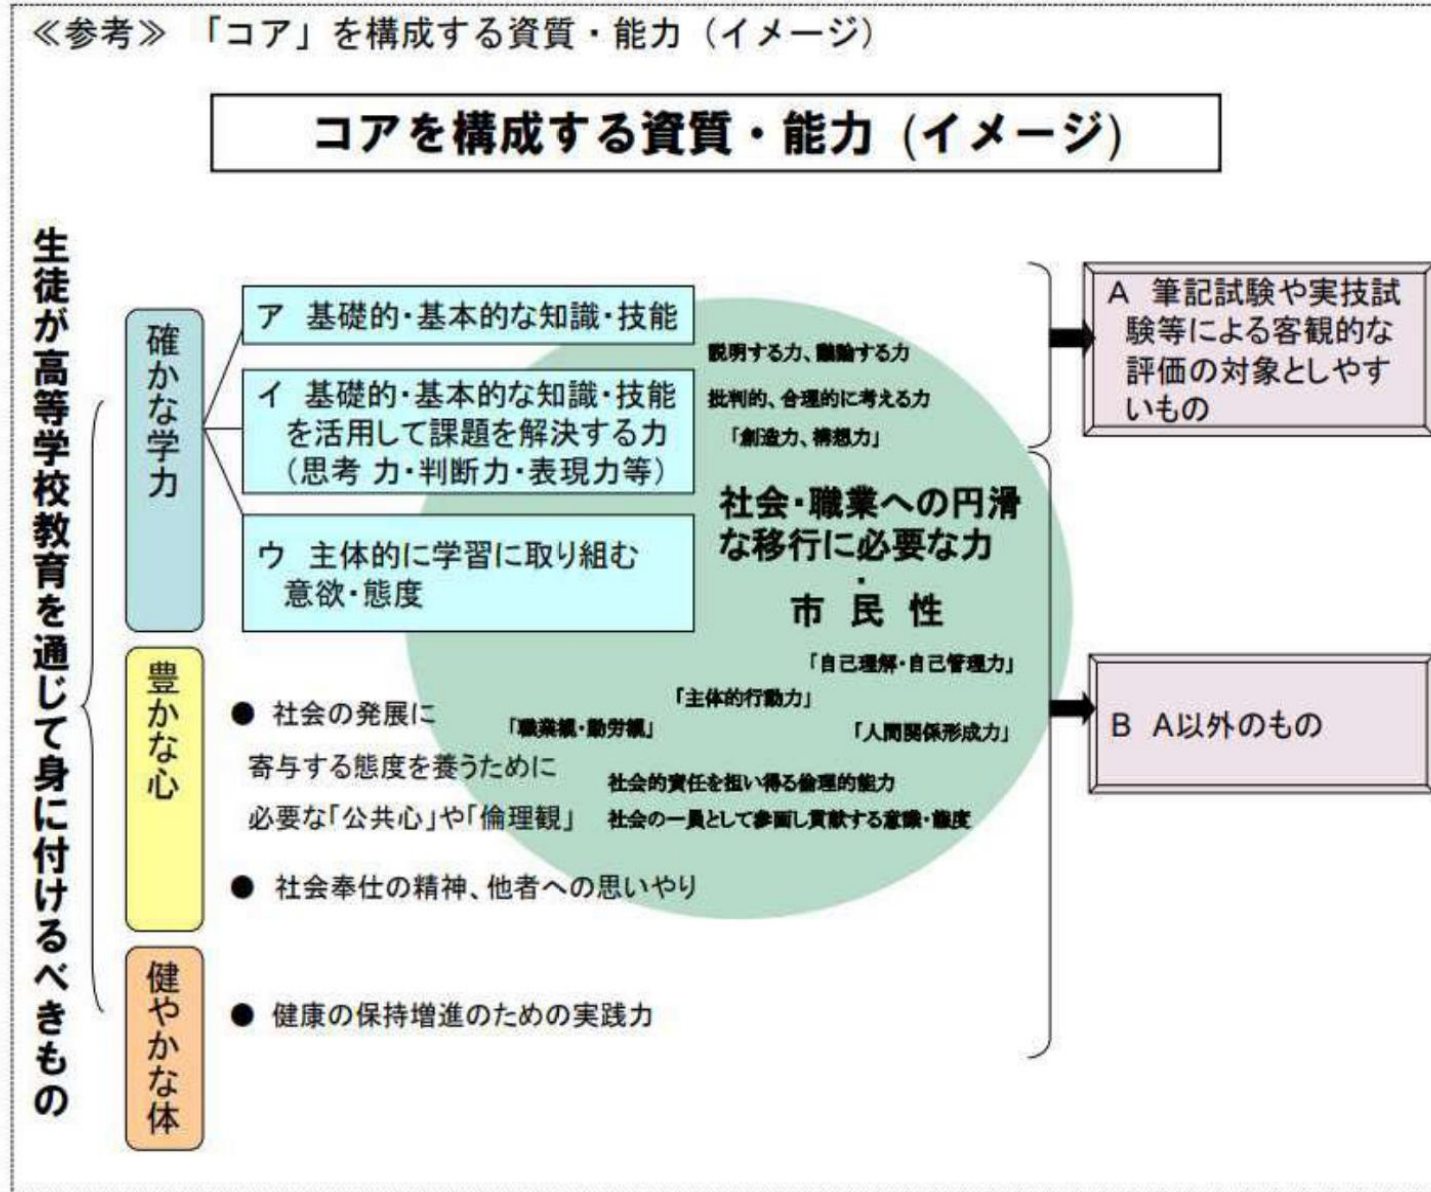 ≪参考≫ 「コア」を構成する資質・能力（イメージ）
コアを構成する資質・能力（イメージ）
生徒が高等学校教育を通じて身に付けるべきもの
確かな学力
ア 基礎的・基本的な知識・技能
イ 基礎的・基本的な知識・技能
を活用して課題を解決する力
（思考 力・判断力・表現力等）
ウ 主体的に学習に取り組む
意欲・態度
説明する力、議論する力
批判的、合理的に考える力
「創造力、構想力」
社会・職業への円滑
な移行に必要な力
・
市 民 性
「自己理解・自己管理力」
「主体的行動力」
「職業観・勤労観」
「人間関係形成力」
社会的責任を担い得る倫理的能力
社会の一員として参画し貢献する意識・態度
豊かな心
● 社会の発展に
寄与する態度を養うために
必要な「公共心」や「倫理観」
● 社会奉仕の精神、他者への思いやり
健やかな体
● 健康の保持増進のための実践力
A 筆記試験や実技試
験等による客観的な
評価の対象としやす
いもの
B A以外のもの